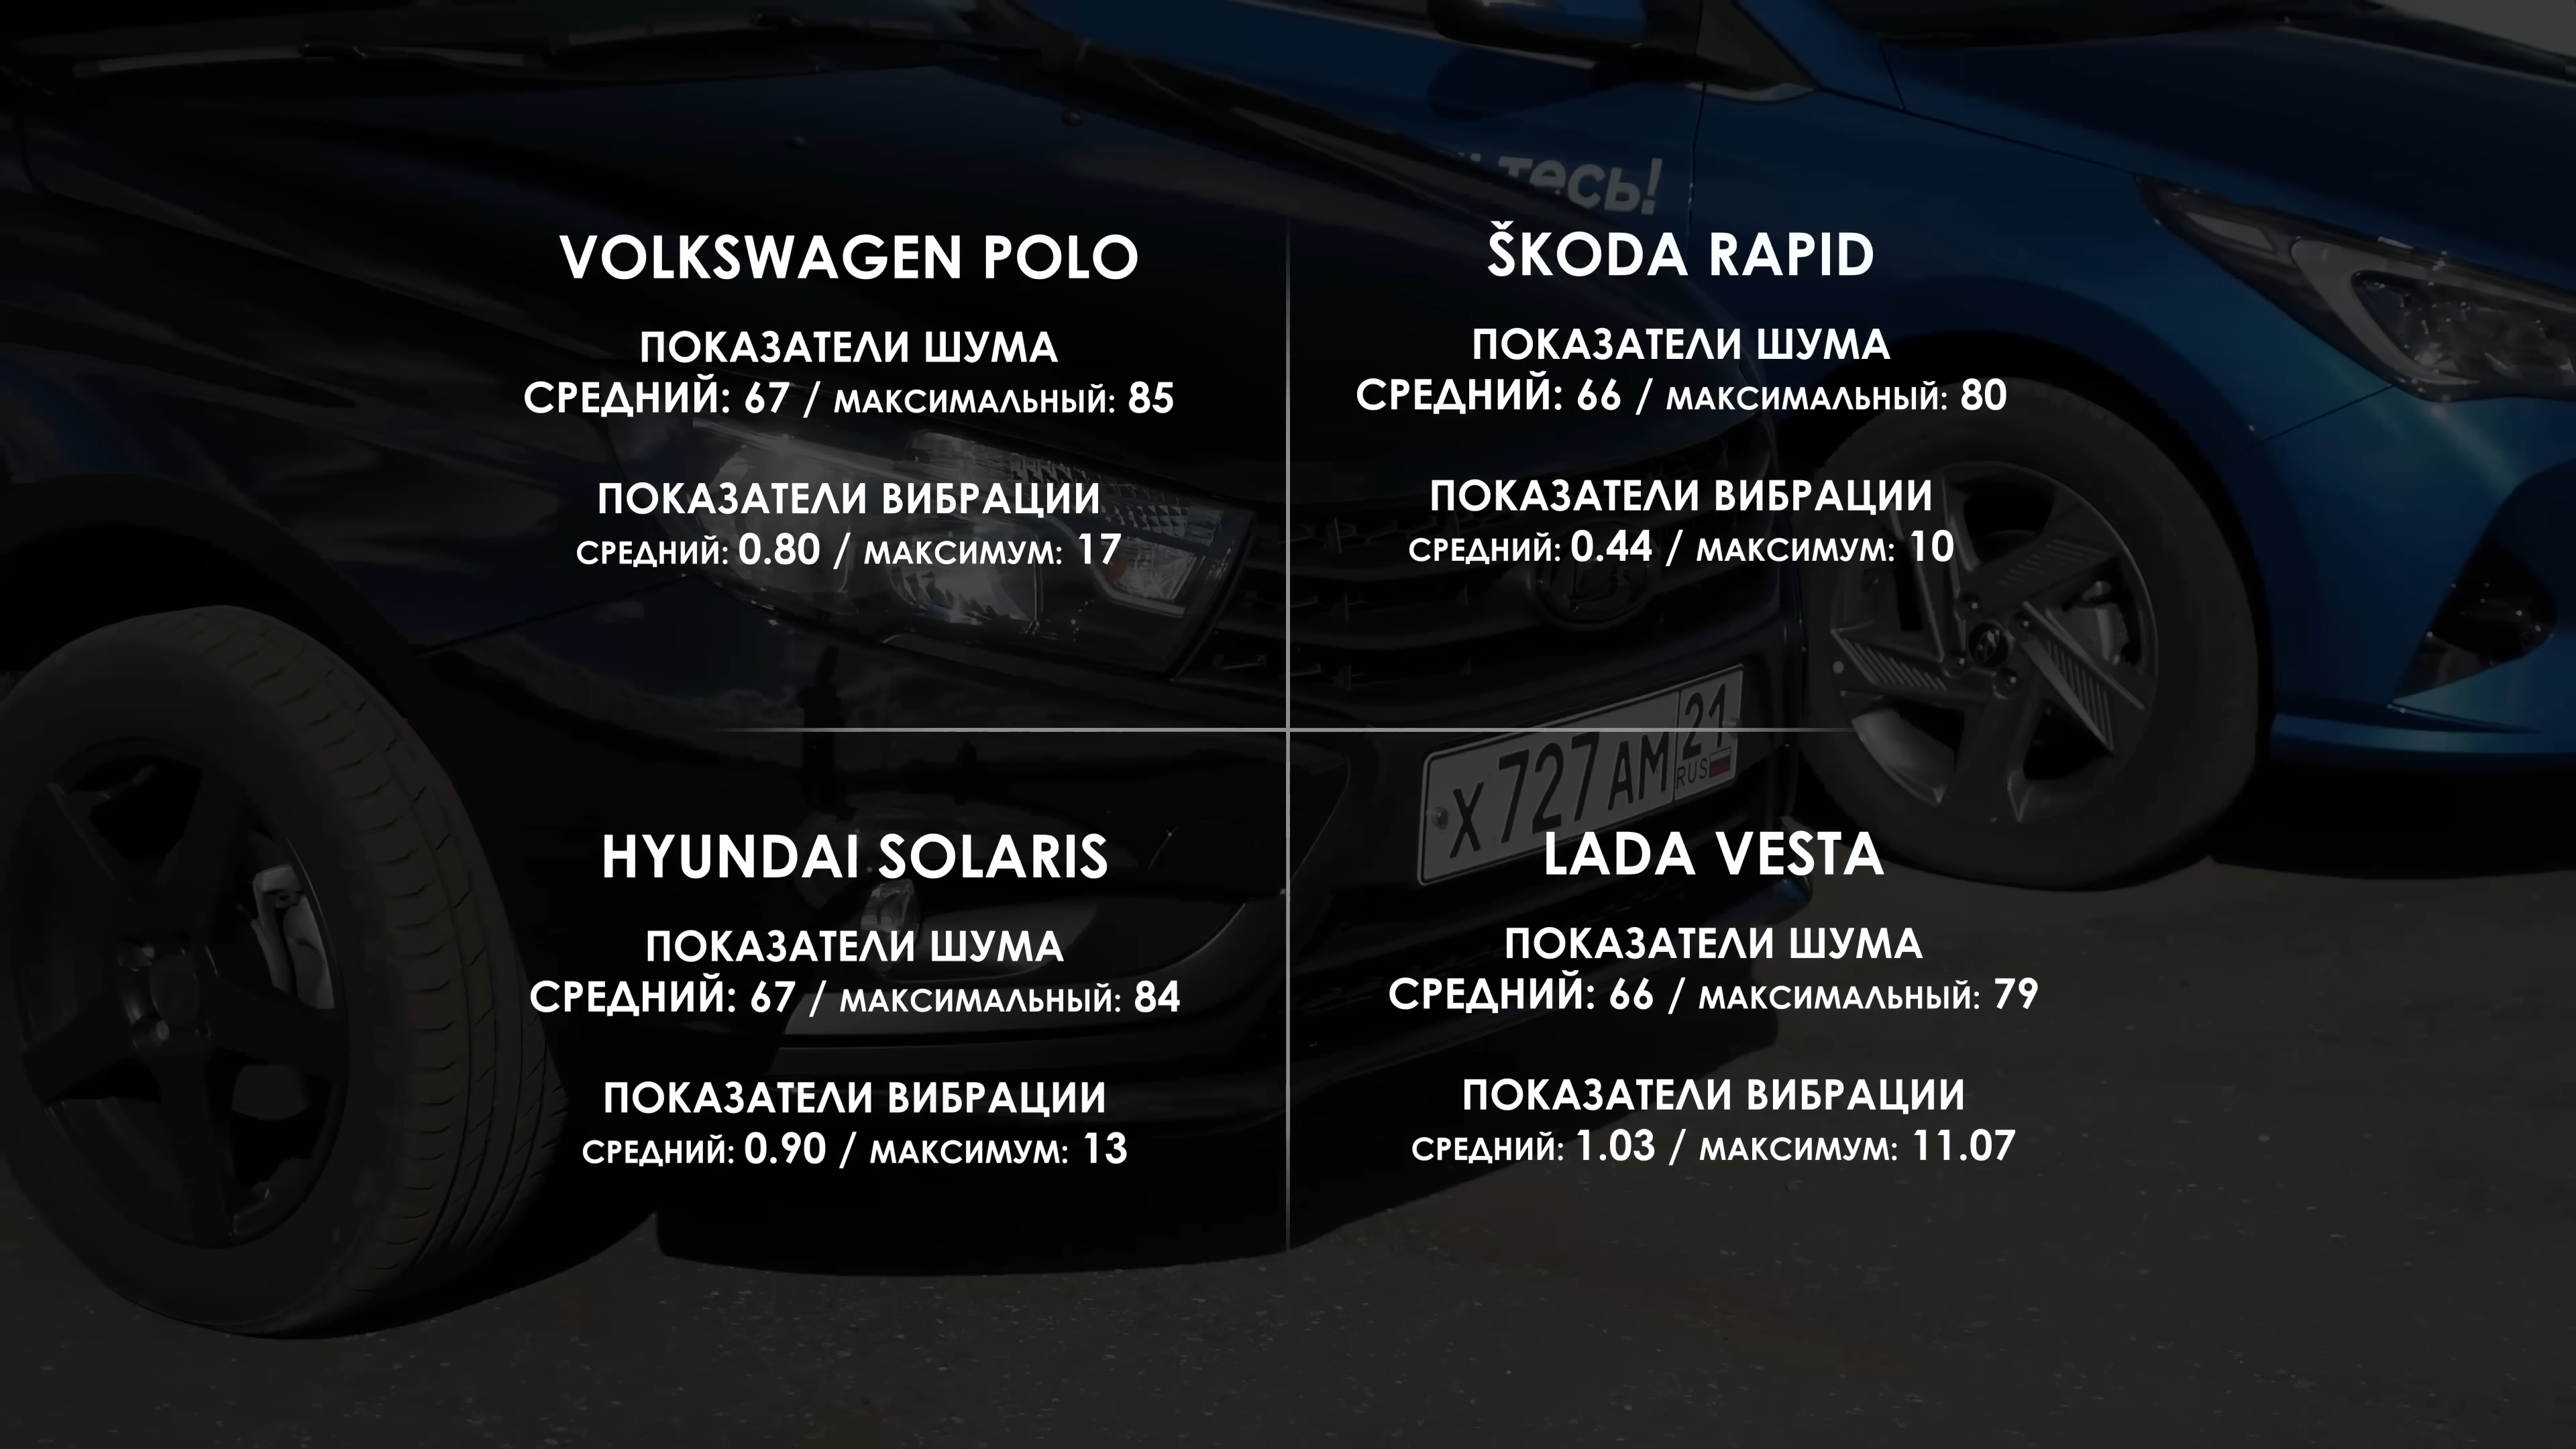 тесь!
VOLKSWAGEN POLO
ПОКАЗАТЕЛИ ШУМА
СРЕДНИЙ: 67 / МАКСИМАЛЬНЫЙ: 85
ПОКАЗАТЕЛИ ВИБРАЦИИ
СРЕДНИЙ: 0.80 / МАКСИМУМ: 17
ŠKODA RAPID
ПОКАЗАТЕЛИ ШУМА
СРЕДНИЙ: 66 / МАКСИМАЛЬНЫЙ: 80
ПОКАЗАТЕЛИ ВИБРАЦИИ
СРЕДНИЙ: 0.44 / МАКСИМУМ: 10
Х 727 АМ 21
RUS
HYUNDAI SOLARIS
ПОКАЗАТЕЛИ ШУМА
СРЕДНИЙ: 67 / МАКСИМАЛЬНЫЙ: 84
ПОКАЗАТЕЛИ ВИБРАЦИИ
СРЕДНИЙ: 0.90 / МАКСИМУМ: 13
LADA VESTA
ПОКАЗАТЕЛИ ШУМА
СРЕДНИЙ: 66 / МАКСИМАЛЬНЫЙ: 79
ПОКАЗАТЕЛИ ВИБРАЦИИ
СРЕДНИЙ: 1.03 / МАКСИМУМ: 11.07